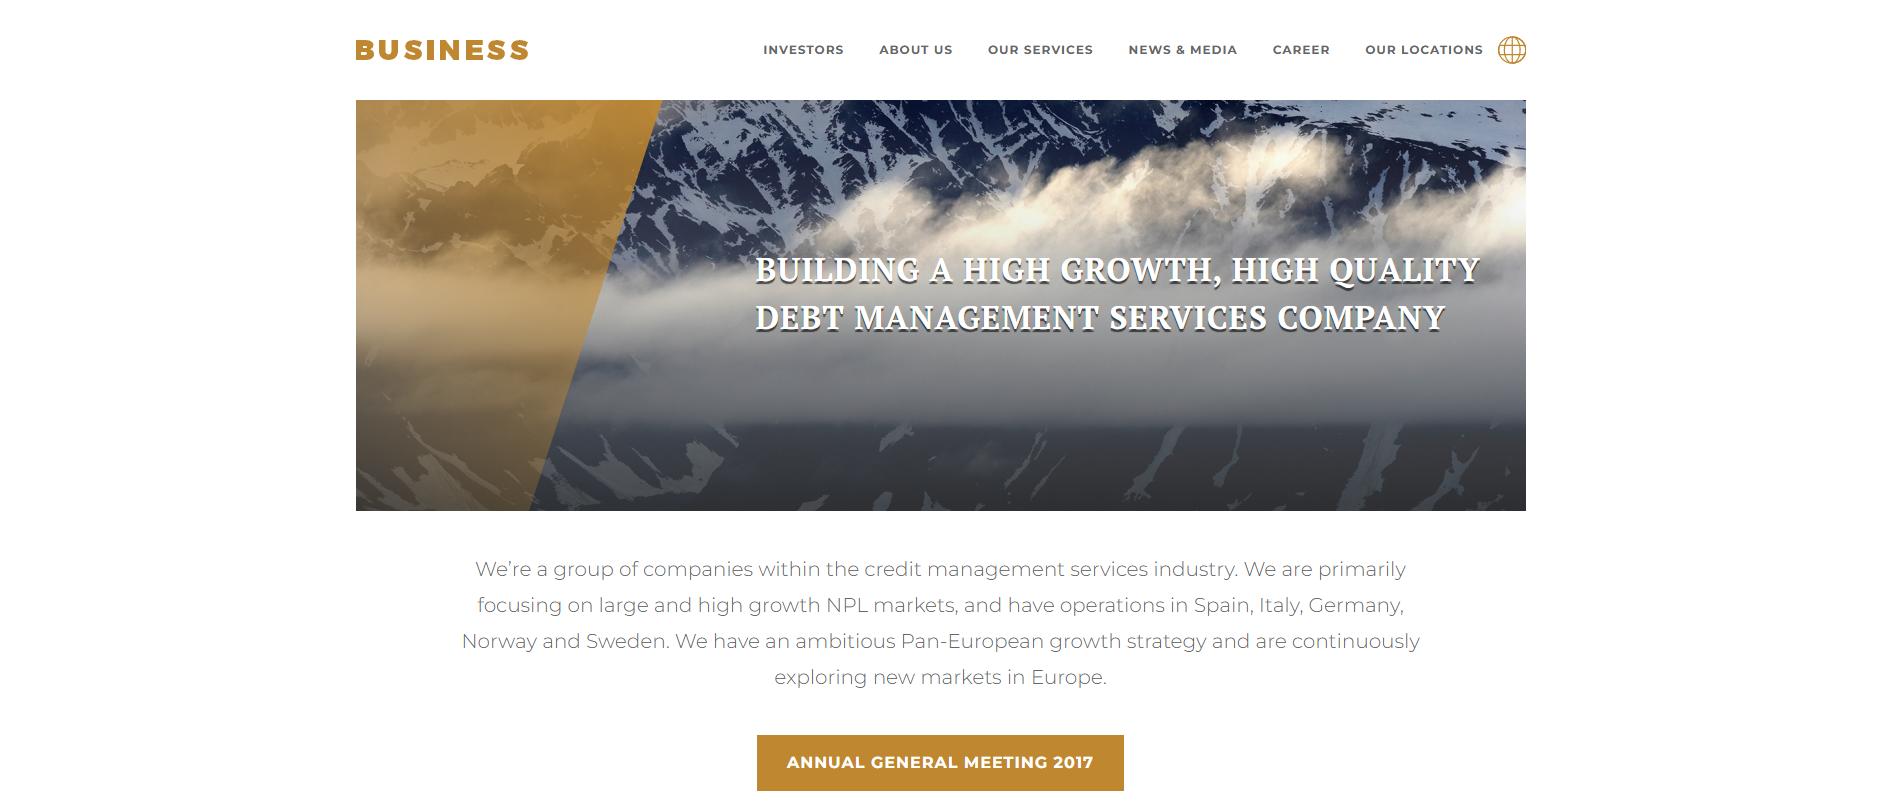 BUSINESS
INVESTORS ABOUT US OUR SERVICES NEWS & MEDIA CAREER OUR LOCATIONS
BUILDING A HIGH GROWTH, HIGH QUALITY
DEBT MANAGEMENT SERVICES COMPANY
We’re a group of companies within the credit management services industry. We are primarily
focusing on large and high growth NPL markets, and have operations in Spain, Italy, Germany,
Norway and Sweden. We have an ambitious Pan-European growth strategy and are continuously
exploring new markets in Europe.
ANNUAL GENERAL MEETING 2017